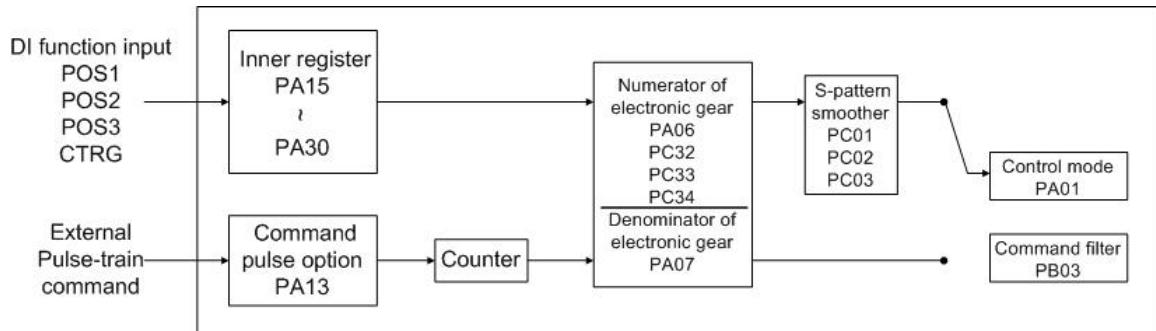 DI function input
POS1
POS2
POS3
CTRG
Inner register
PA15
~
PA30
Numerator of
electronic gear
PA06
PC32
PC33
PC34
Denominator of
electronic gear
PA07
S-pattern
smoother
PC01
PC02
PC03
Control mode
PA01
External
Pulse-train
command
Command
pulse option
PA13
Counter
Command filter
PB03